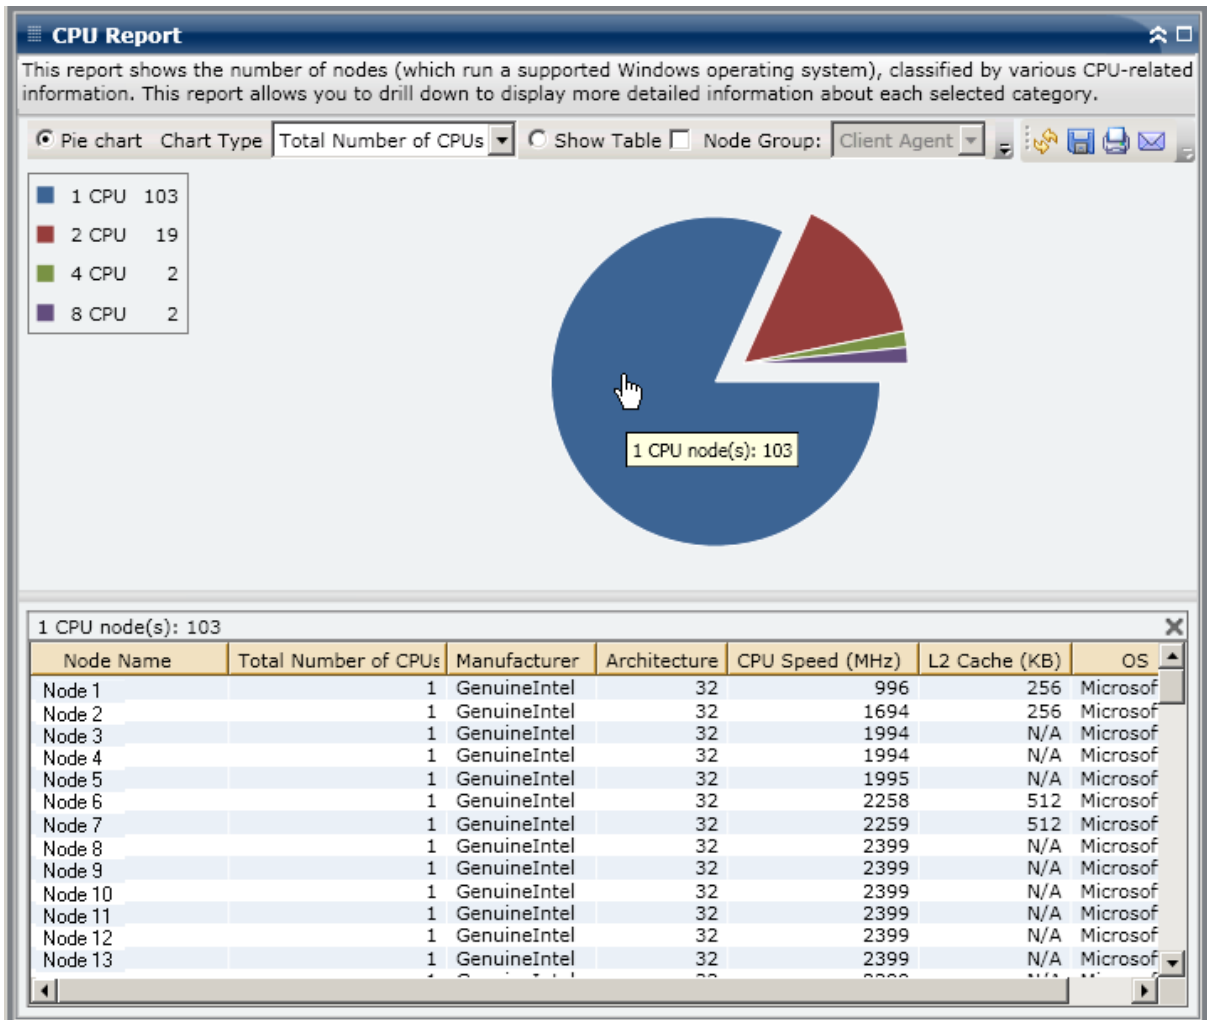 CPU Report
This report shows the number of nodes (which run a supported Windows operating system), classified by various CPU-related
information. This report allows you to drill down to display more detailed information about each selected category.
Pie chart Chart Type Total Number of CPUs Show Table Node Group: Client Agent
1 CPU 103
2 CPU 19
4 CPU 2
8 CPU 2
1 CPU node(s): 103
1 CPU node(s): 103
Node Name Total Number of CPUs Manufacturer Architecture CPU Speed (MHz) L2 Cache (KB) OS
Node 1 1 GenuineIntel 32 996 256 Microsof
Node 2 1 GenuineIntel 32 1694 256 Microsof
Node 3 1 GenuineIntel 32 1994 N/A Microsof
Node 4 1 GenuineIntel 32 1994 N/A Microsof
Node 5 1 GenuineIntel 32 1995 N/A Microsof
Node 6 1 GenuineIntel 32 2258 512 Microsof
Node 7 1 GenuineIntel 32 2259 512 Microsof
Node 8 1 GenuineIntel 32 2399 N/A Microsof
Node 9 1 GenuineIntel 32 2399 N/A Microsof
Node 10 1 GenuineIntel 32 2399 N/A Microsof
Node 11 1 GenuineIntel 32 2399 N/A Microsof
Node 12 1 GenuineIntel 32 2399 N/A Microsof
Node 13 1 GenuineIntel 32 2399 N/A Microsof